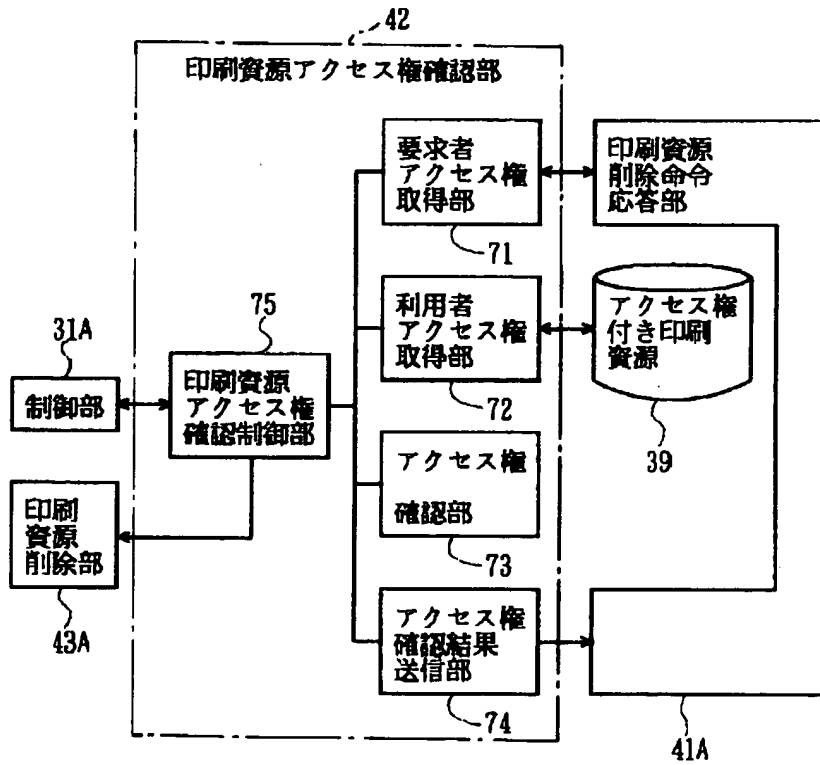 42
印刷資源アクセス権確認部
要求者
アクセス権
取得部
71
印刷資源
削除命令
応答部
利用者
アクセス権
取得部
72
アクセス権
付き印刷
資源
39
75
印刷資源
アクセス権
確認制御部
31A
制御部
印刷
資源
削除部
43A
アクセス権
確認部
73
アクセス権
確認結果
送信部
74
41A